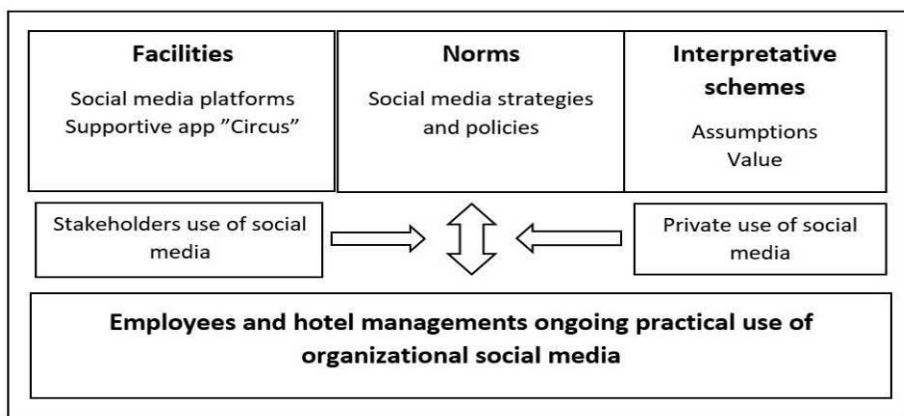 Facilities
Social media platforms
Supportive app ”Circus”
Norms
Social media strategies
and policies
Interpretative
schemes
Assumptions
Value
Stakeholders use of social
media
Private use of social
media
Employees and hotel managements ongoing practical use of
organizational social media